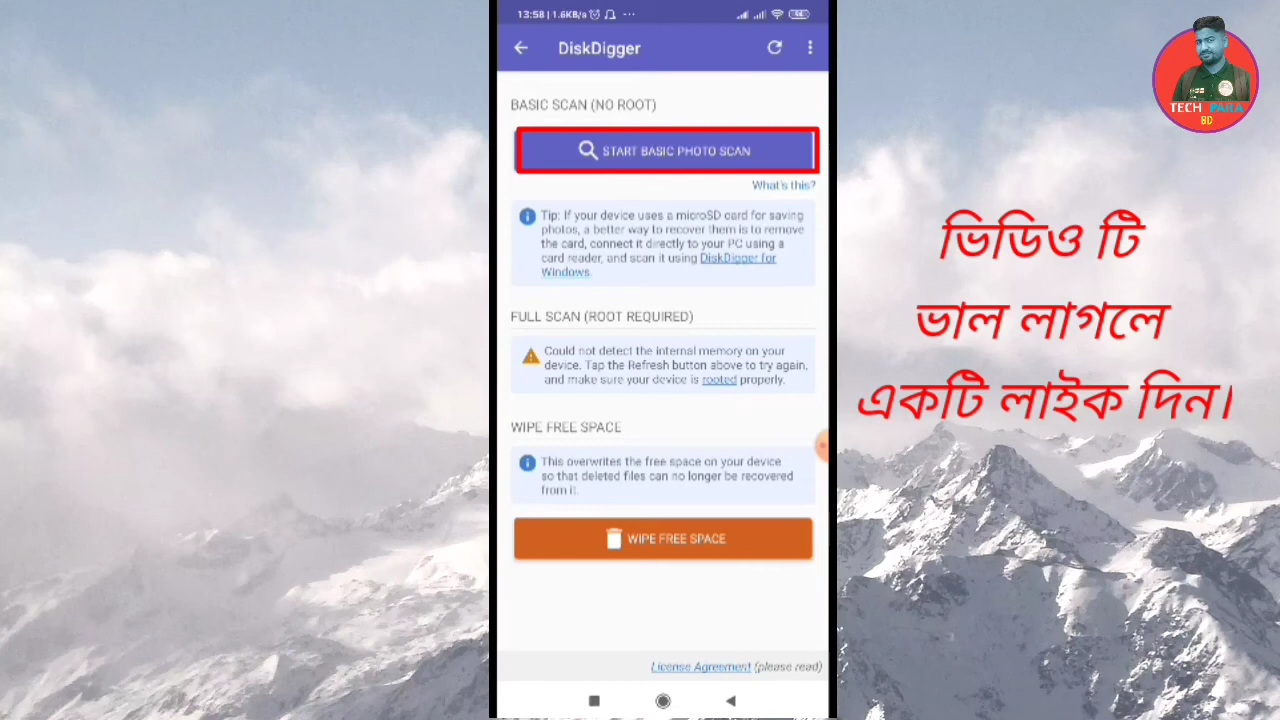 13:58 | 1.6KB/s
DiskDigger
BASIC SCAN (NO ROOT)
START BASIC PHOTO SCAN
What's this?
Tip: If your device uses a microSD card for saving
photos, a better way to recover them is to remove
the card, connect it directly to your PC using a
card reader, and scan it using DiskDigger for
Windows.
FULL SCAN (ROOT REQUIRED)
Could not detect the internal memory on your
device. Tap the Refresh button above to try again,
and make sure your device is rooted properly.
WIPE FREE SPACE
This overwrites the free space on your device
so that deleted files can no longer be recovered
from it.
WIPE FREE SPACE
License Agreement (please read)
TECH PARA
BD
ভিডিও টি
ভাল লাগলে
একটি লাইক দিন।